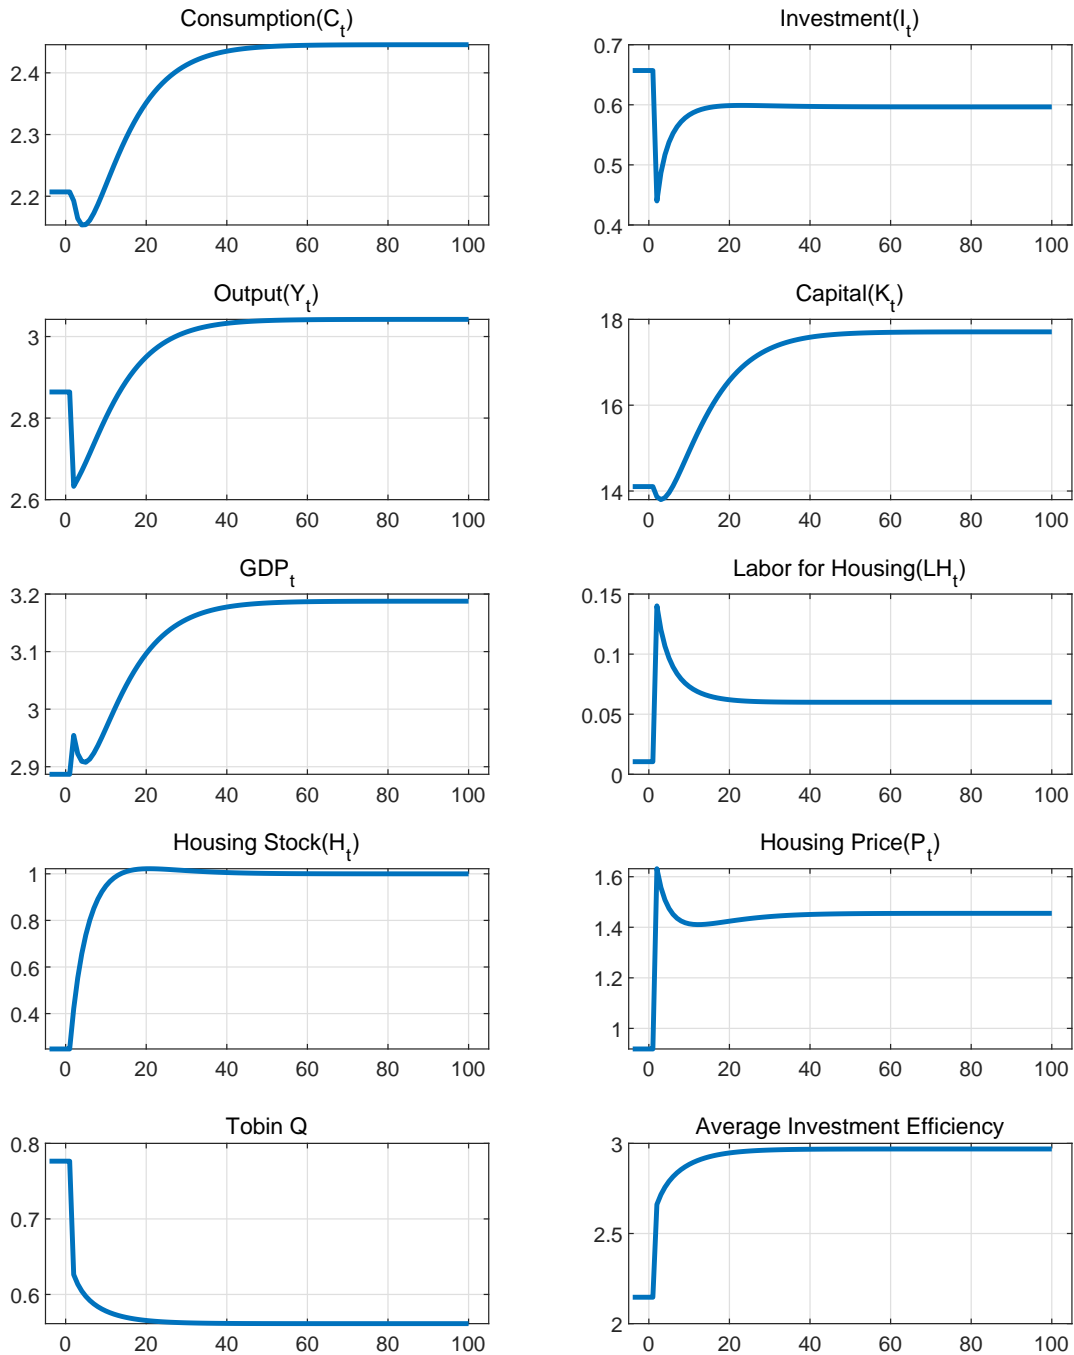 Consumption(C_t)
2.4
2.3
2.2
0 20 40 60 80 100
Investment(I_t)
0.7
0.6
0.5
0.4
0 20 40 60 80 100
Output(Y_t)
3
2.8
2.6
0 20 40 60 80 100
Capital(K_t)
18
16
14
0 20 40 60 80 100
GDP_t
3.2
3.1
3
2.9
0 20 40 60 80 100
Labor for Housing(LH_t)
0.15
0.1
0.05
0
0 20 40 60 80 100
Housing Stock(H_t)
1
0.8
0.6
0.4
0 20 40 60 80 100
Housing Price(P_t)
1.6
1.4
1.2
1
0 20 40 60 80 100
Tobin Q
0.8
0.7
0.6
0 20 40 60 80 100
Average Investment Efficiency
3
2.5
2
0 20 40 60 80 100